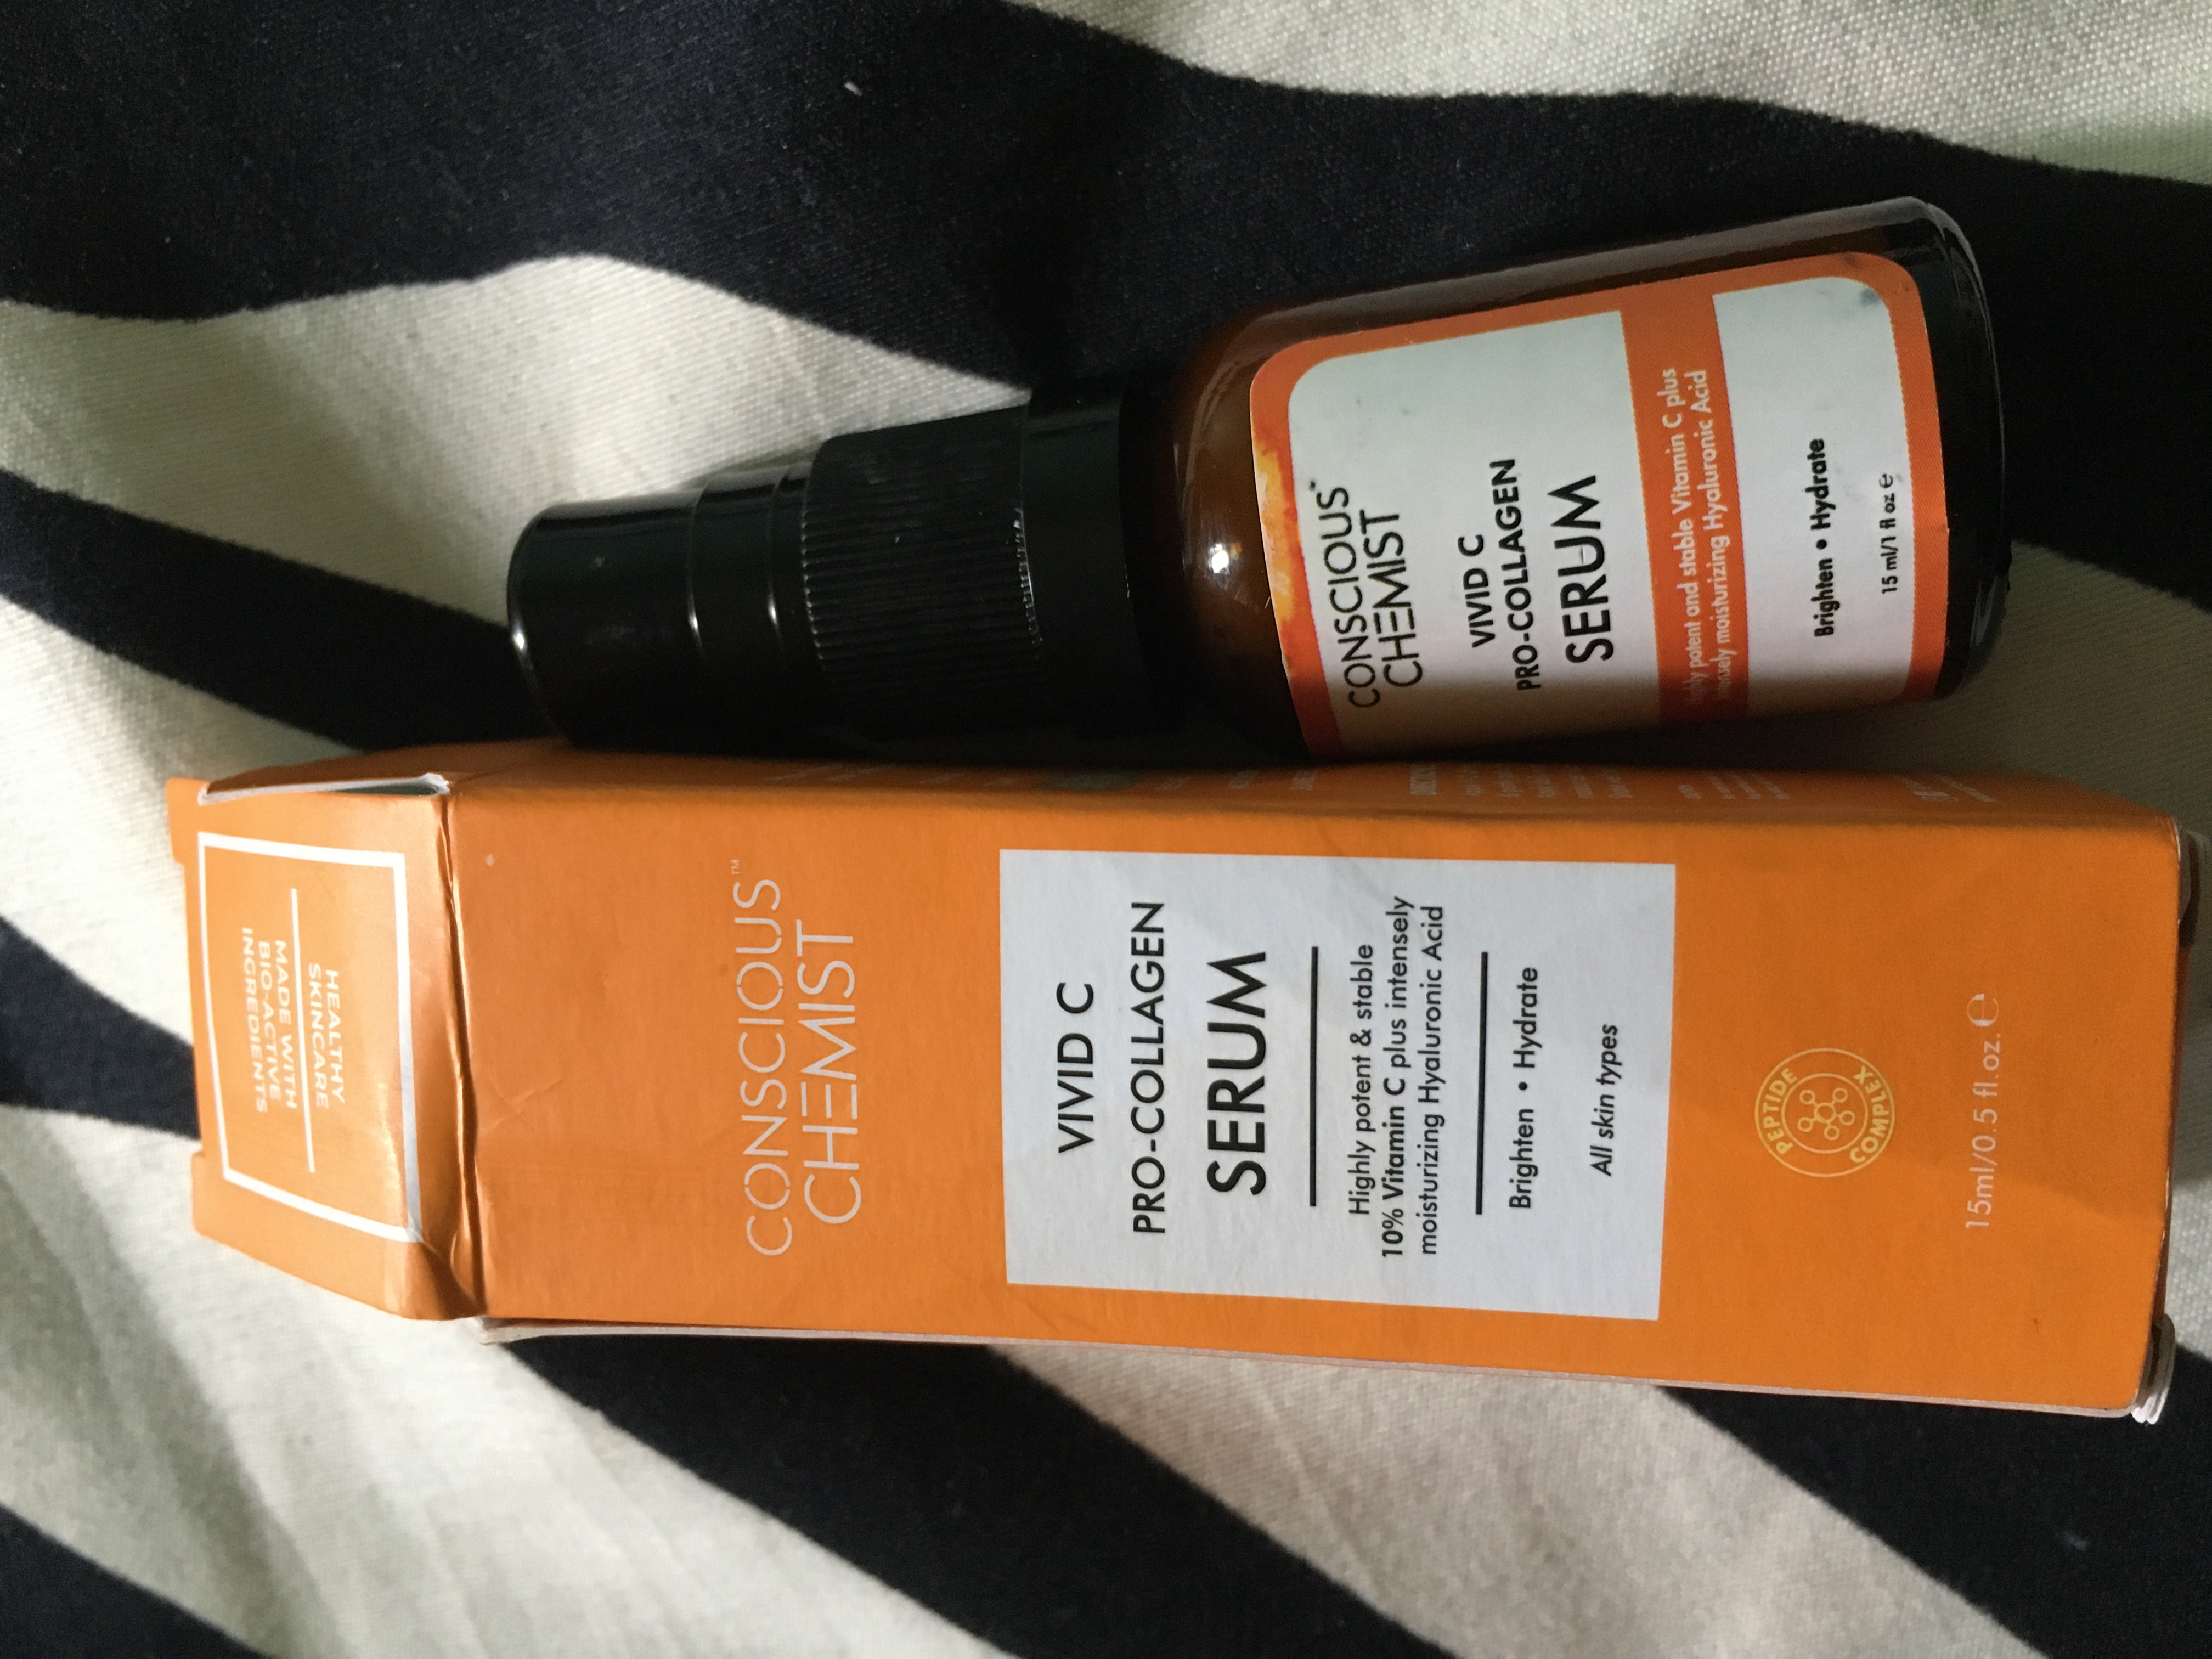 CONSCIOUS
CHEMIST
VIVID C
PRO-COLLAGEN
SERUM
potent and stable Vitamin C plus
moisturizing Hyaluronic Acid
Brighten • Hydrate
15 ml/1 fl oz ℮
HEALTHY
SKINCARE
MADE WITH
BIO-ACTIVE
INGREDIENTS
CONSCIOUS™
CHEMIST
VIVID C
PRO-COLLAGEN
SERUM
Highly potent & stable
10% Vitamin C plus intensely
moisturizing Hyaluronic Acid
Brighten • Hydrate
All skin types
PEPTIDE
COMPLEX
15ml/0.5 fl.oz. ℮